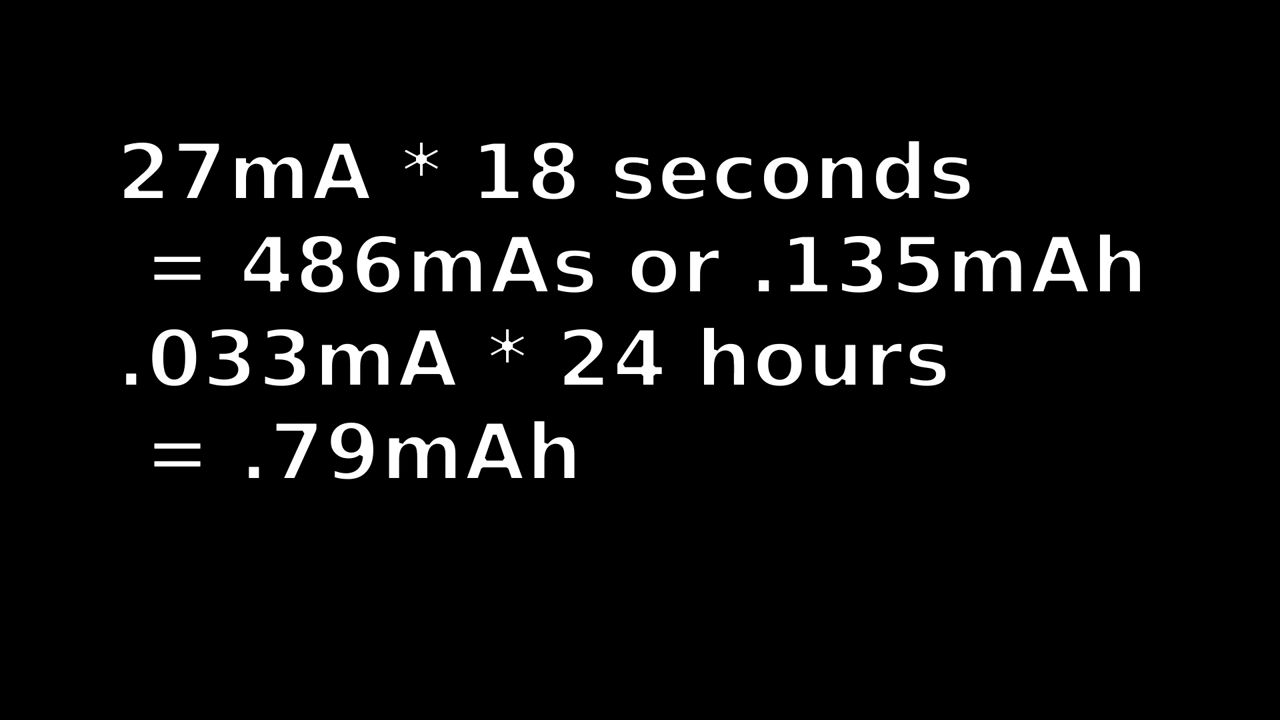 27mA * 18 seconds
= 486mAs or .135mAh
.033mA * 24 hours
= .79mAh